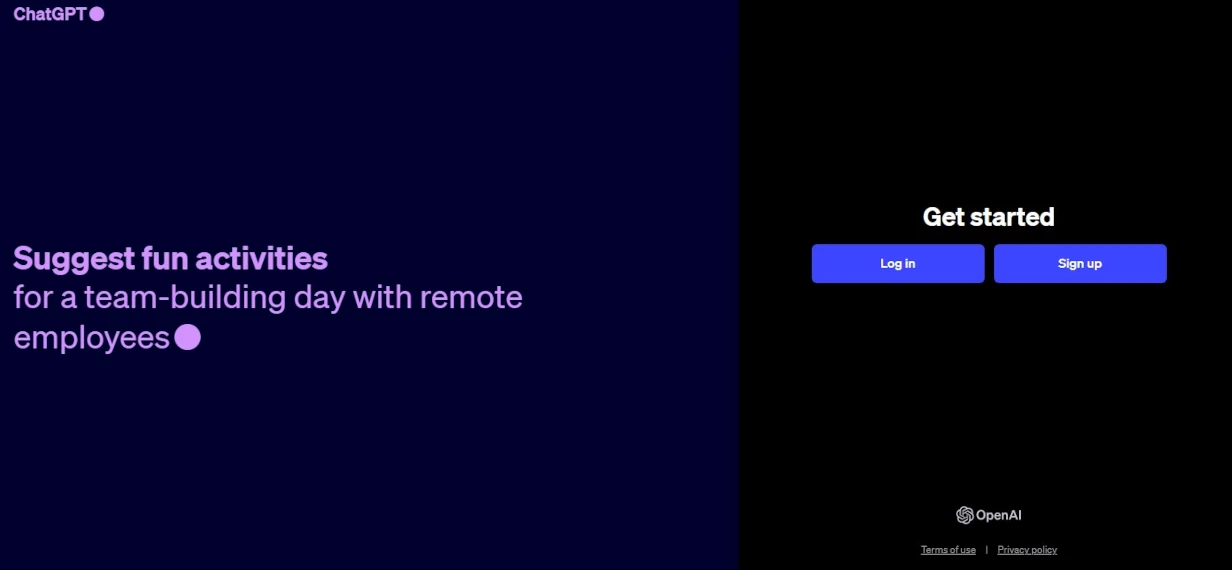 ChatGPT
Suggest fun activities
for a team-building day with remote
employees
Get started
Log in
Sign up
OpenAI
Terms of use | Privacy policy